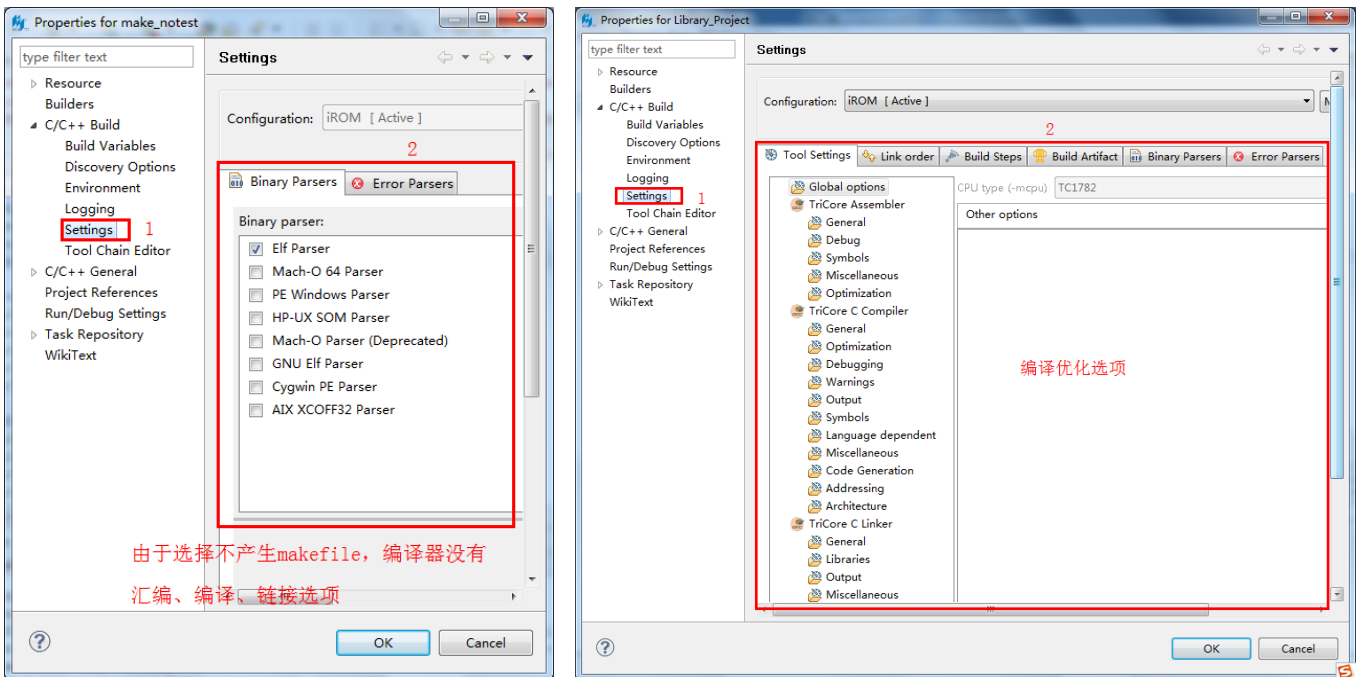 Properties for make_notest
type filter text
Resource
Builders
C/C++ Build
Build Variables
Discovery Options
Environment
Logging
Settings
1
Tool Chain Editor
C/C++ General
Project References
Run/Debug Settings
Task Repository
WikiText
Settings
Configuration:
iROM [ Active ]
2
Binary Parsers
Error Parsers
Binary parser:
Elf Parser
Mach-O 64 Parser
PE Windows Parser
HP-UX SOM Parser
Mach-O Parser (Deprecated)
GNU Elf Parser
Cygwin PE Parser
AIX XCOFF32 Parser
由于选择不产生makefile，编译器没有
汇编、编译、链接选项
OK
Cancel
Properties for Library_Project
type filter text
Resource
Builders
C/C++ Build
Build Variables
Discovery Options
Environment
Logging
Settings
1
Tool Chain Editor
C/C++ General
Project References
Run/Debug Settings
Task Repository
WikiText
Settings
Configuration:
iROM [ Active ]
2
Tool Settings
Link order
Build Steps
Build Artifact
Binary Parsers
Error Parsers
Global options
TriCore Assembler
General
Debug
Symbols
Miscellaneous
Optimization
TriCore C Compiler
General
Optimization
Debugging
Warnings
Output
Symbols
Language dependent
Miscellaneous
Code Generation
Addressing
Architecture
TriCore C Linker
General
Libraries
Output
Miscellaneous
CPU type (-mcpu)
TC1782
Other options
编译优化选项
OK
Cancel